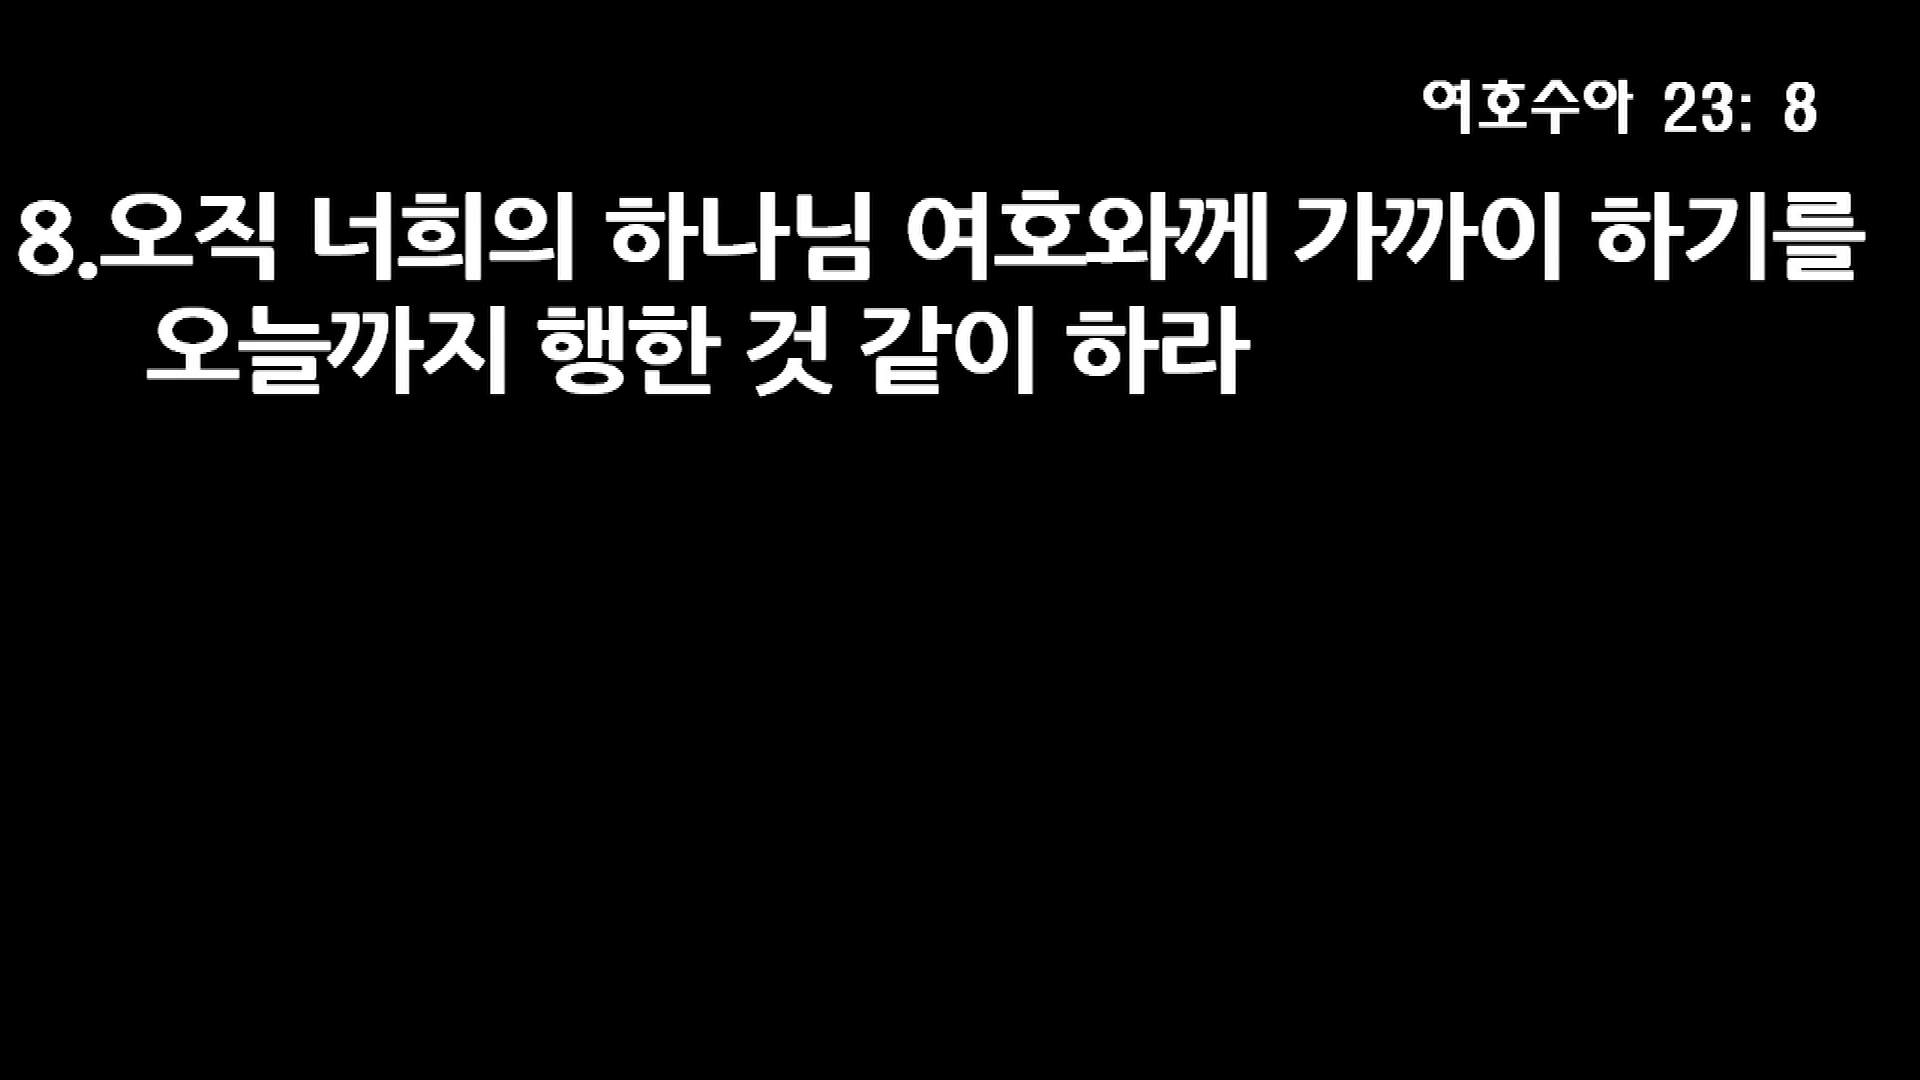 여호수아 23: 8
8.오직 너희의 하나님 여호와께 가까이 하기를
오늘까지 행한 것 같이 하라